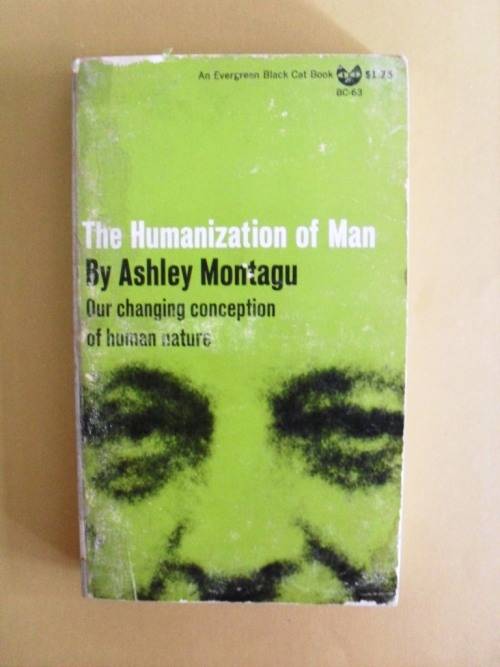 An Evergreen Black Cat Book $1.75
BC-63
The Humanization of Man
By Ashley Montagu
Our changing conception
of human nature